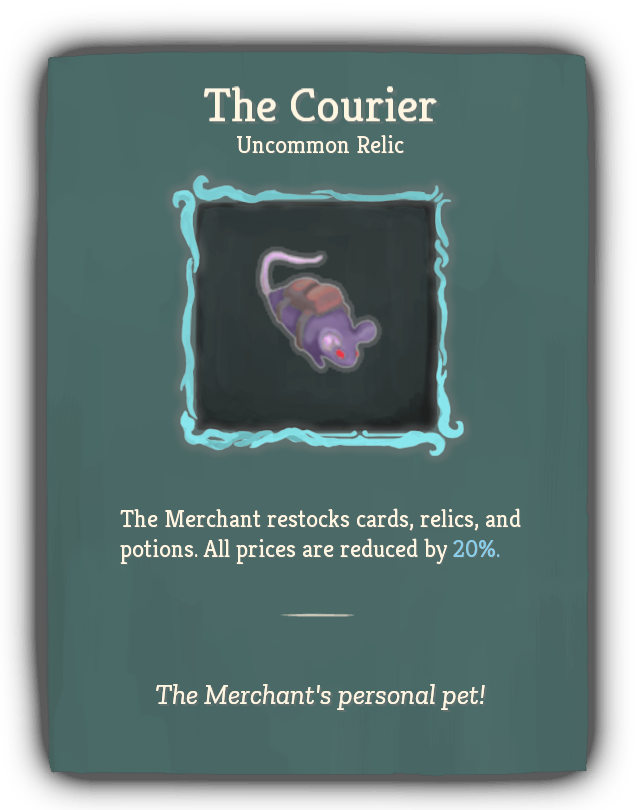 The Courier
Uncommon Relic
The Merchant restocks cards, relics, and
potions. All prices are reduced by 20%.
The Merchant's personal pet!